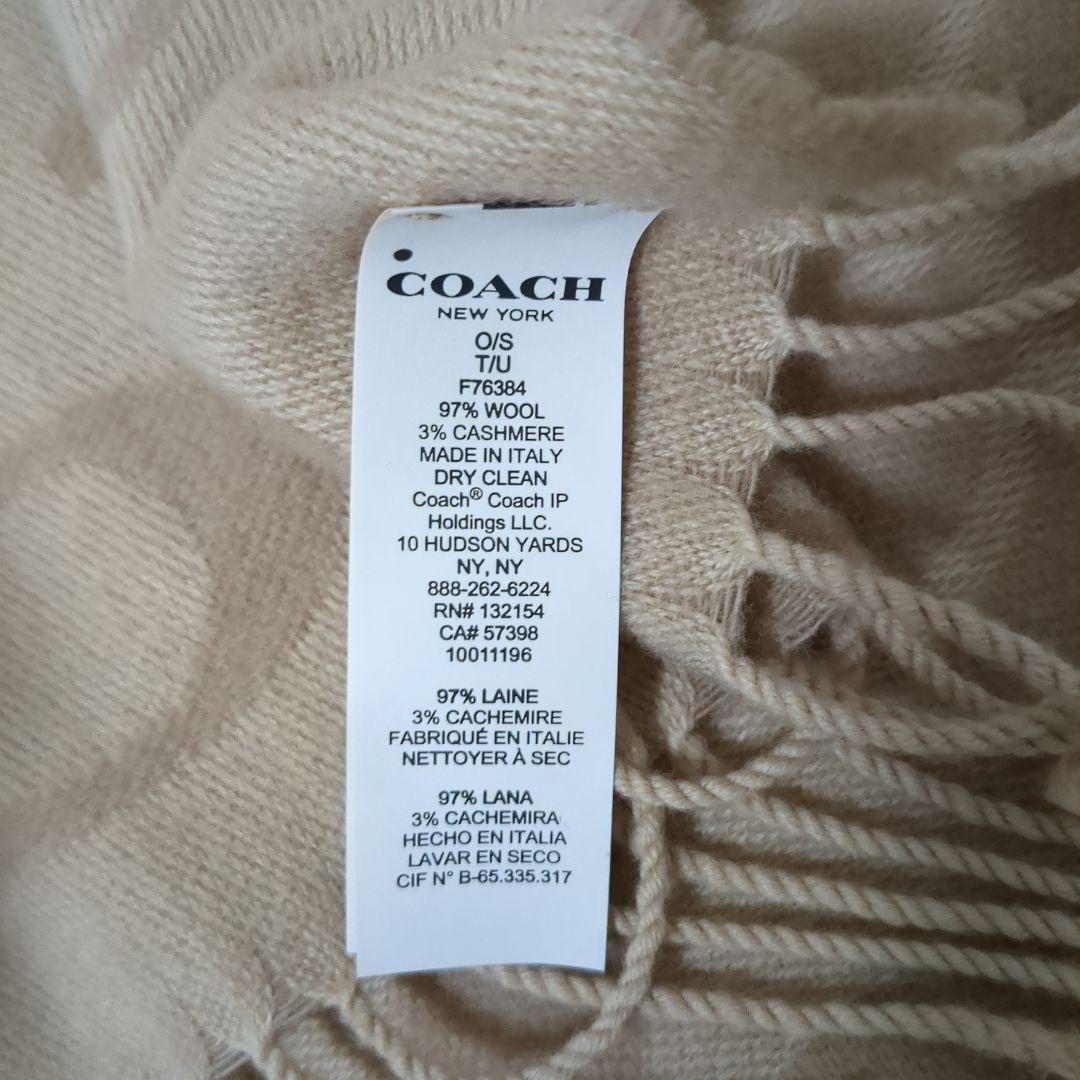 COACH
NEW YORK
O/S
T/U
F76384
97% WOOL
3% CASHMERE
MADE IN ITALY
DRY CLEAN
Coach® Coach IP
Holdings LLC.
10 HUDSON YARDS
NY, NY
888-262-6224
RN# 132154
CA# 57398
10011196
97% LAINE
3% CACHEMIRE
FABRIQUÉ EN ITALIE
NETTOYER À SEC
97% LANA
3% CACHEMIRA
HECHO EN ITALIA
LAVAR EN SECO
CIF N° B-65.335.317